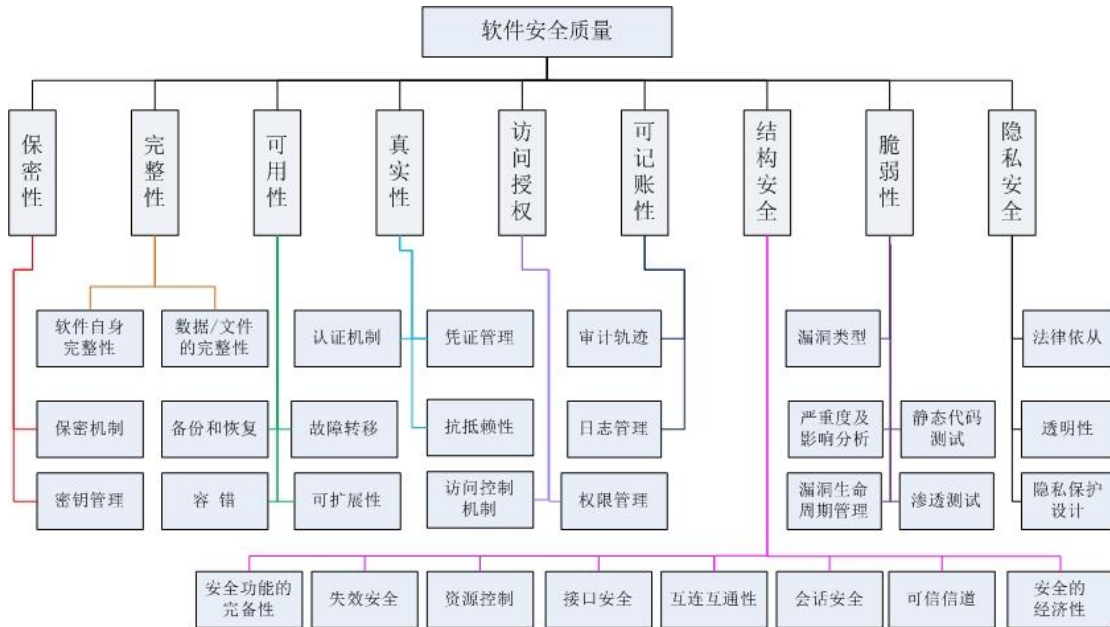 软件安全质量
保密性
完整性
可用性
真实性
访问授权
可记账性
结构安全
脆弱性
隐私安全
软件自身
完整性
数据/文件
的完整性
认证机制
凭证管理
审计轨迹
漏洞类型
法律依从
保密机制
备份和恢复
故障转移
抗抵赖性
日志管理
严重度及
影响分析
静态代码
测试
透明性
密钥管理
容 错
可扩展性
访问控制
机制
权限管理
漏洞生命
周期管理
渗透测试
隐私保护
设计
安全功能的
完备性
失效安全
资源控制
接口安全
互连互通性
会话安全
可信信道
安全的
经济性